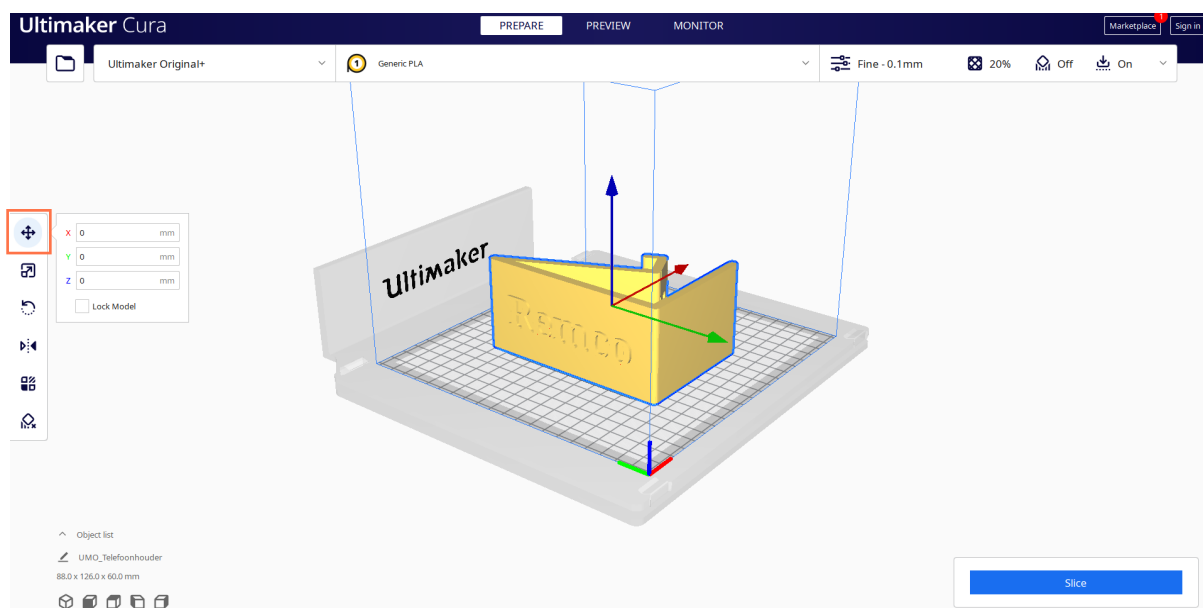 Ultimaker Cura
PREPARE
PREVIEW
MONITOR
Marketplace
1
Sign in
Ultimaker Original+
1
Generic PLA
Fine - 0.1mm
20%
Off
On
X 0 mm
Y 0 mm
Z 0 mm
Lock Model
Ultimaker
Remco
Object list
UMO_Telefoonhouder
88.0 x 126.0 x 60.0 mm
Slice